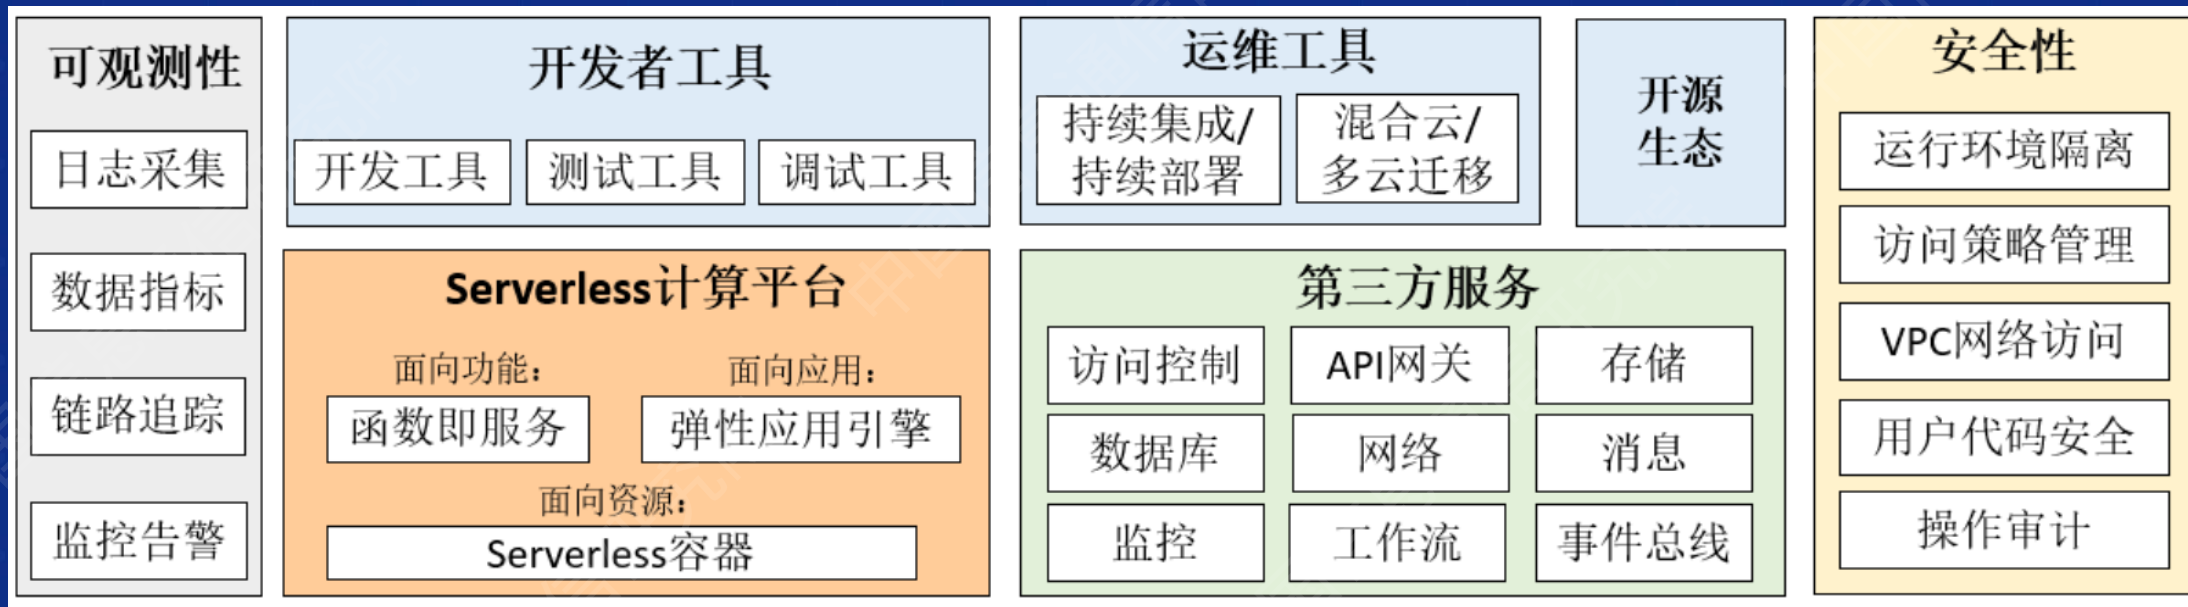 可观测性
日志采集
数据指标
链路追踪
监控告警
开发者工具
开发工具
测试工具
调试工具
运维工具
持续集成/
持续部署
混合云/
多云迁移
开源
生态
Serverless计算平台
面向功能：
函数即服务
面向应用：
弹性应用引擎
面向资源：
Serverless容器
第三方服务
访问控制
API网关
存储
数据库
网络
消息
监控
工作流
事件总线
安全性
运行环境隔离
访问策略管理
VPC网络访问
用户代码安全
操作审计